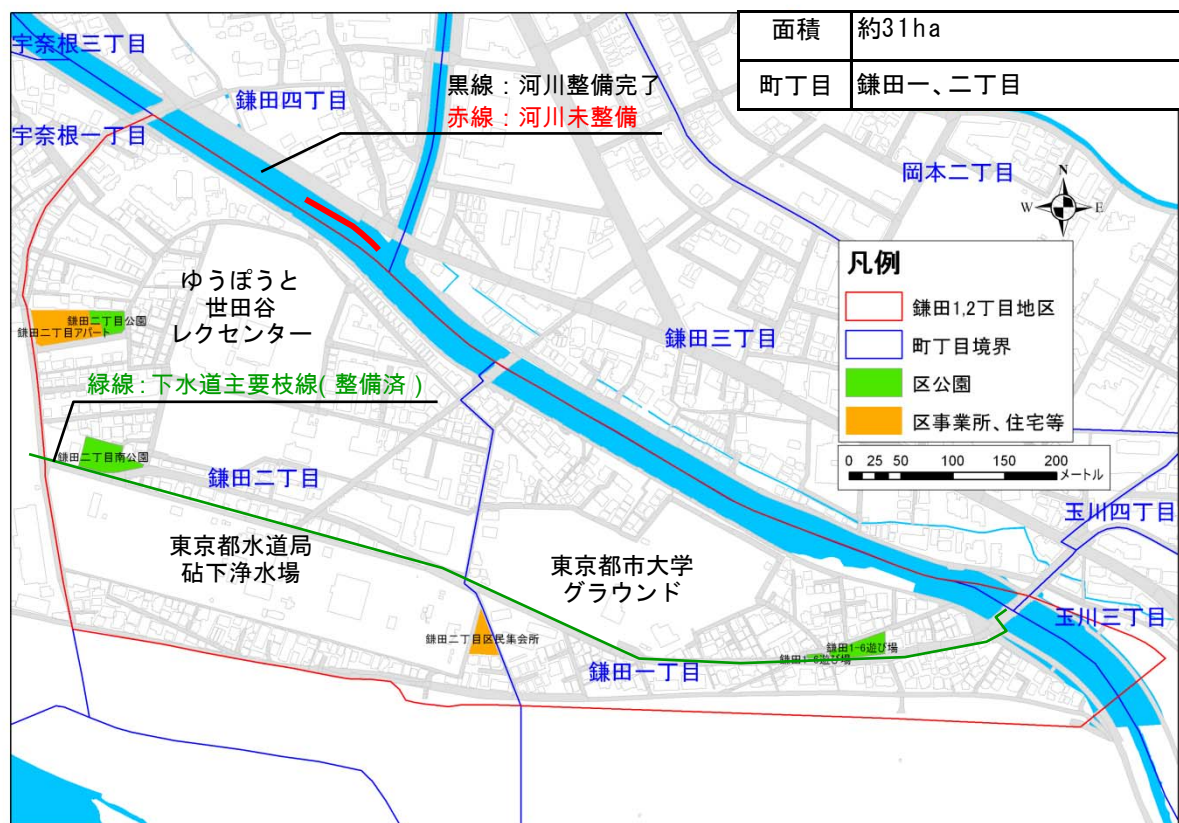 面積 約31ha
町丁目 鎌田一、二丁目
宇奈根三丁目
鎌田四丁目
黒線：河川整備完了
赤線：河川未整備
宇奈根一丁目
岡本二丁目
N
W E
凡例
鎌田1,2丁目地区
町丁目境界
区公園
区事業所、住宅等
0 25 50 100 150 200
メートル
ゆうぽうと
世田谷
レクセンター
鎌田二丁目公園
鎌田二丁目アパート
鎌田三丁目
緑線：下水道主要枝線（整備済）
鎌田二丁目南公園
鎌田二丁目
玉川四丁目
東京都水道局
砧下浄水場
東京都市大学
グラウンド
玉川三丁目
鎌田二丁目区民集会所
鎌田1-6遊び場
鎌田1-6遊び場
鎌田一丁目